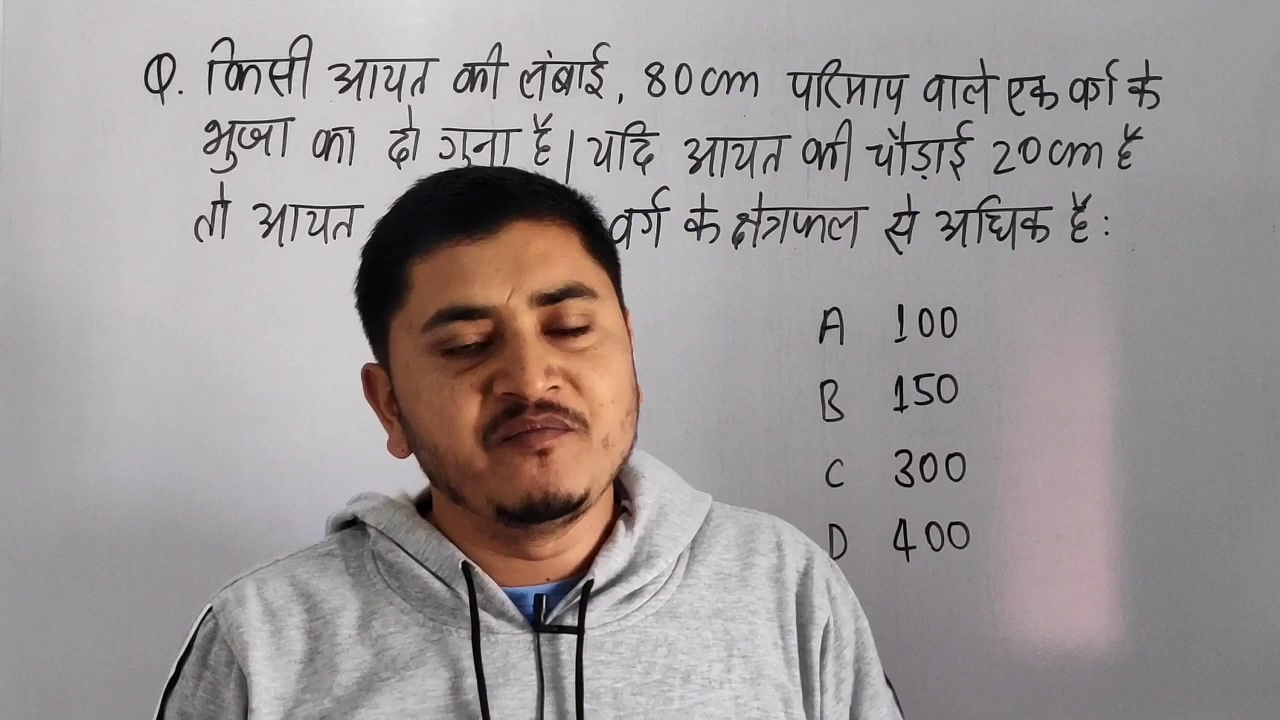 Q. किसी आयत की लंबाई, 80cm परिमाप वाले एक वर्ग के
भुजा का दो गुना है। यदि आयत की चौड़ाई 20cm है
तो आयत वर्ग के क्षेत्रफल से अधिक है:
A 100
B 150
C 300
D 400